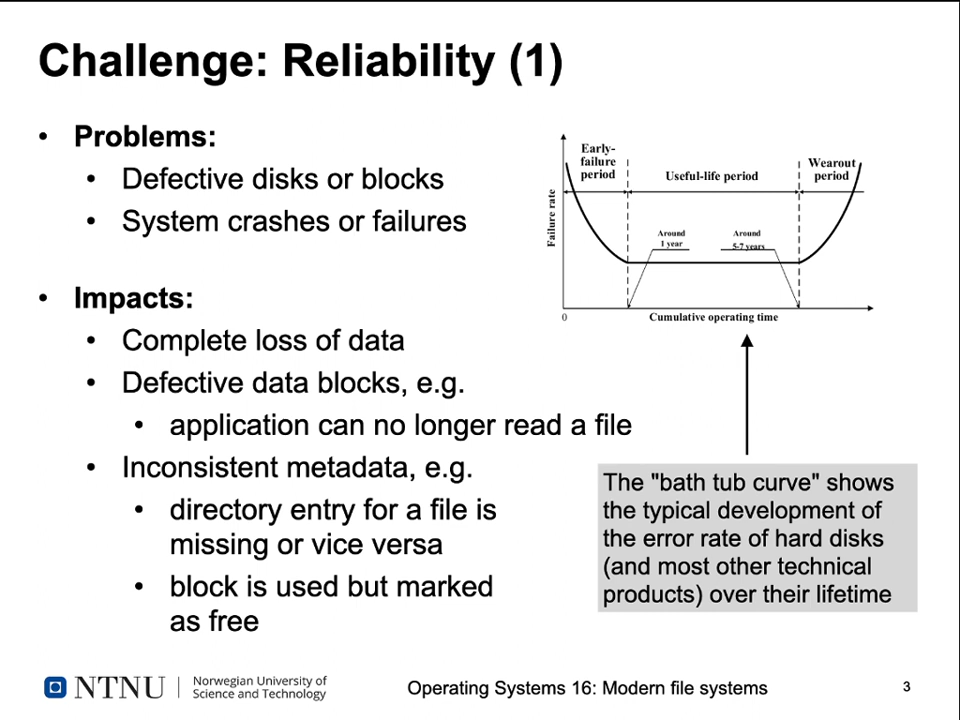 Challenge: Reliability (1)
• Problems:
• Defective disks or blocks
• System crashes or failures
• Impacts:
• Complete loss of data
• Defective data blocks, e.g.
• application can no longer read a file
• Inconsistent metadata, e.g.
• directory entry for a file is
missing or vice versa
• block is used but marked
as free
Early-
failure
period
Useful-life period
Wearout
period
Failure rate
Around
1 year
Around
5-7 years
0
Cumulative operating time
The "bath tub curve" shows
the typical development of
the error rate of hard disks
(and most other technical
products) over their lifetime
NTNU
Norwegian University of
Science and Technology
Operating Systems 16: Modern file systems
3